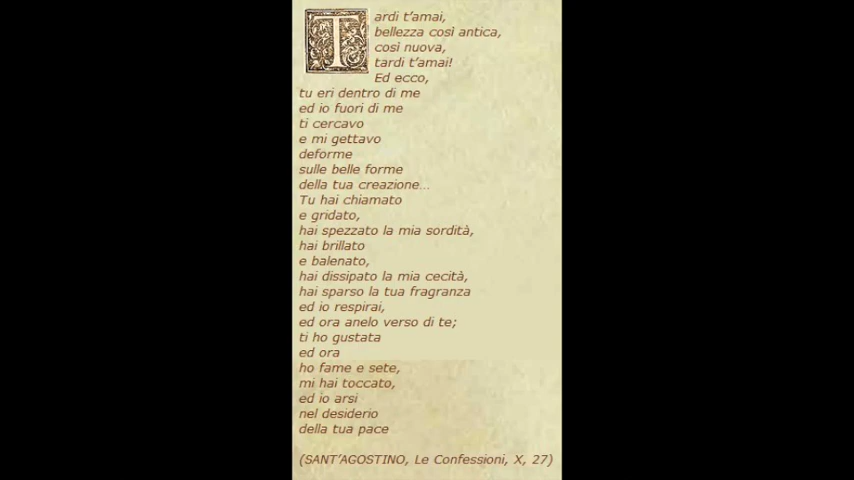 Tardi t'amai,
bellezza così antica,
così nuova,
tardi t'amai!
Ed ecco,
tu eri dentro di me
ed io fuori di me
ti cercavo
e mi gettavo
deforme
sulle belle forme
della tua creazione...
Tu hai chiamato
e gridato,
hai spezzato la mia sordità,
hai brillato
e balenato,
hai dissipato la mia cecità,
hai sparso la tua fragranza
ed io respirai,
ed ora anelo verso di te;
ti ho gustata
ed ora
ho fame e sete,
mi hai toccato,
ed io arsi
nel desiderio
della tua pace
(SANT'AGOSTINO, Le Confessioni, X, 27)